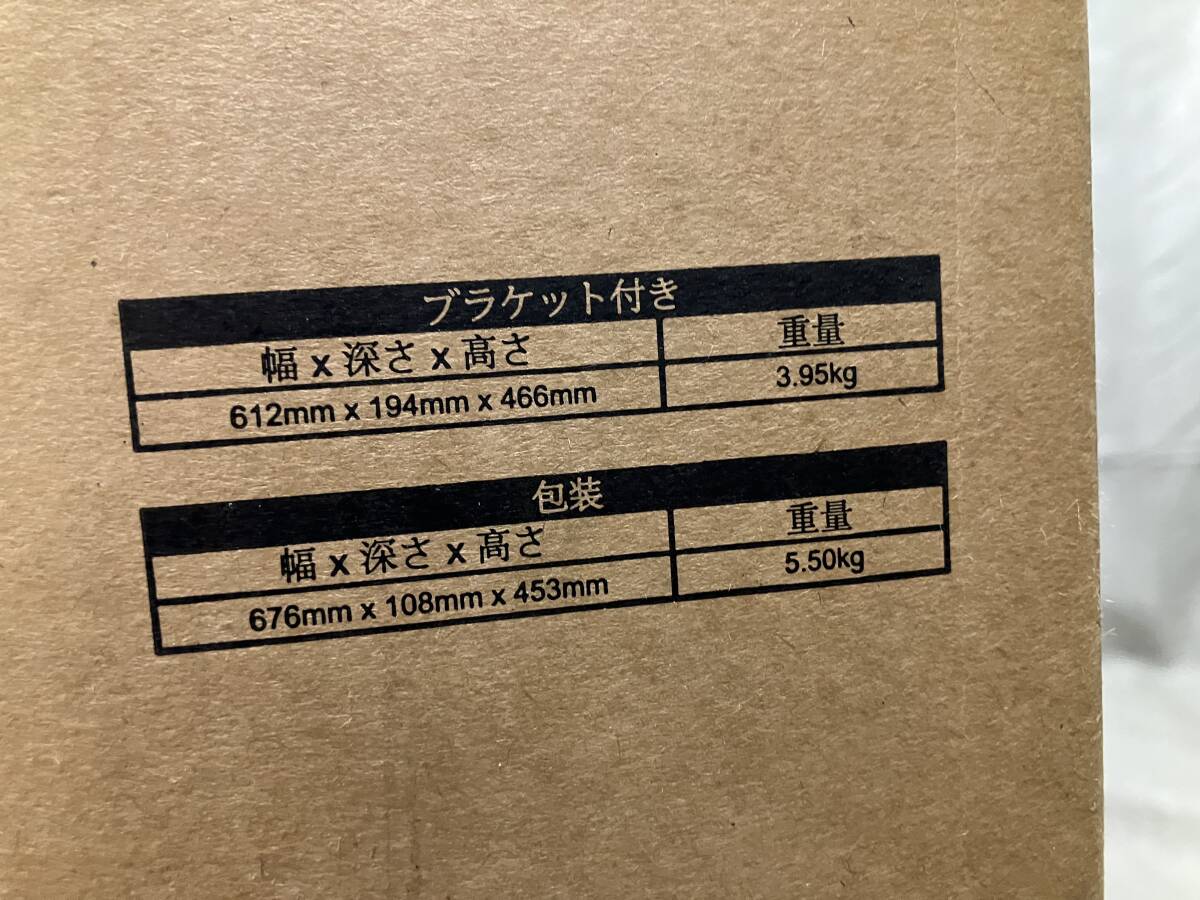 ブラケット付き
幅 x 深さ x 高さ 重量
612mm x 194mm x 466mm 3.95kg
包装
幅 x 深さ x 高さ 重量
676mm x 108mm x 453mm 5.50kg